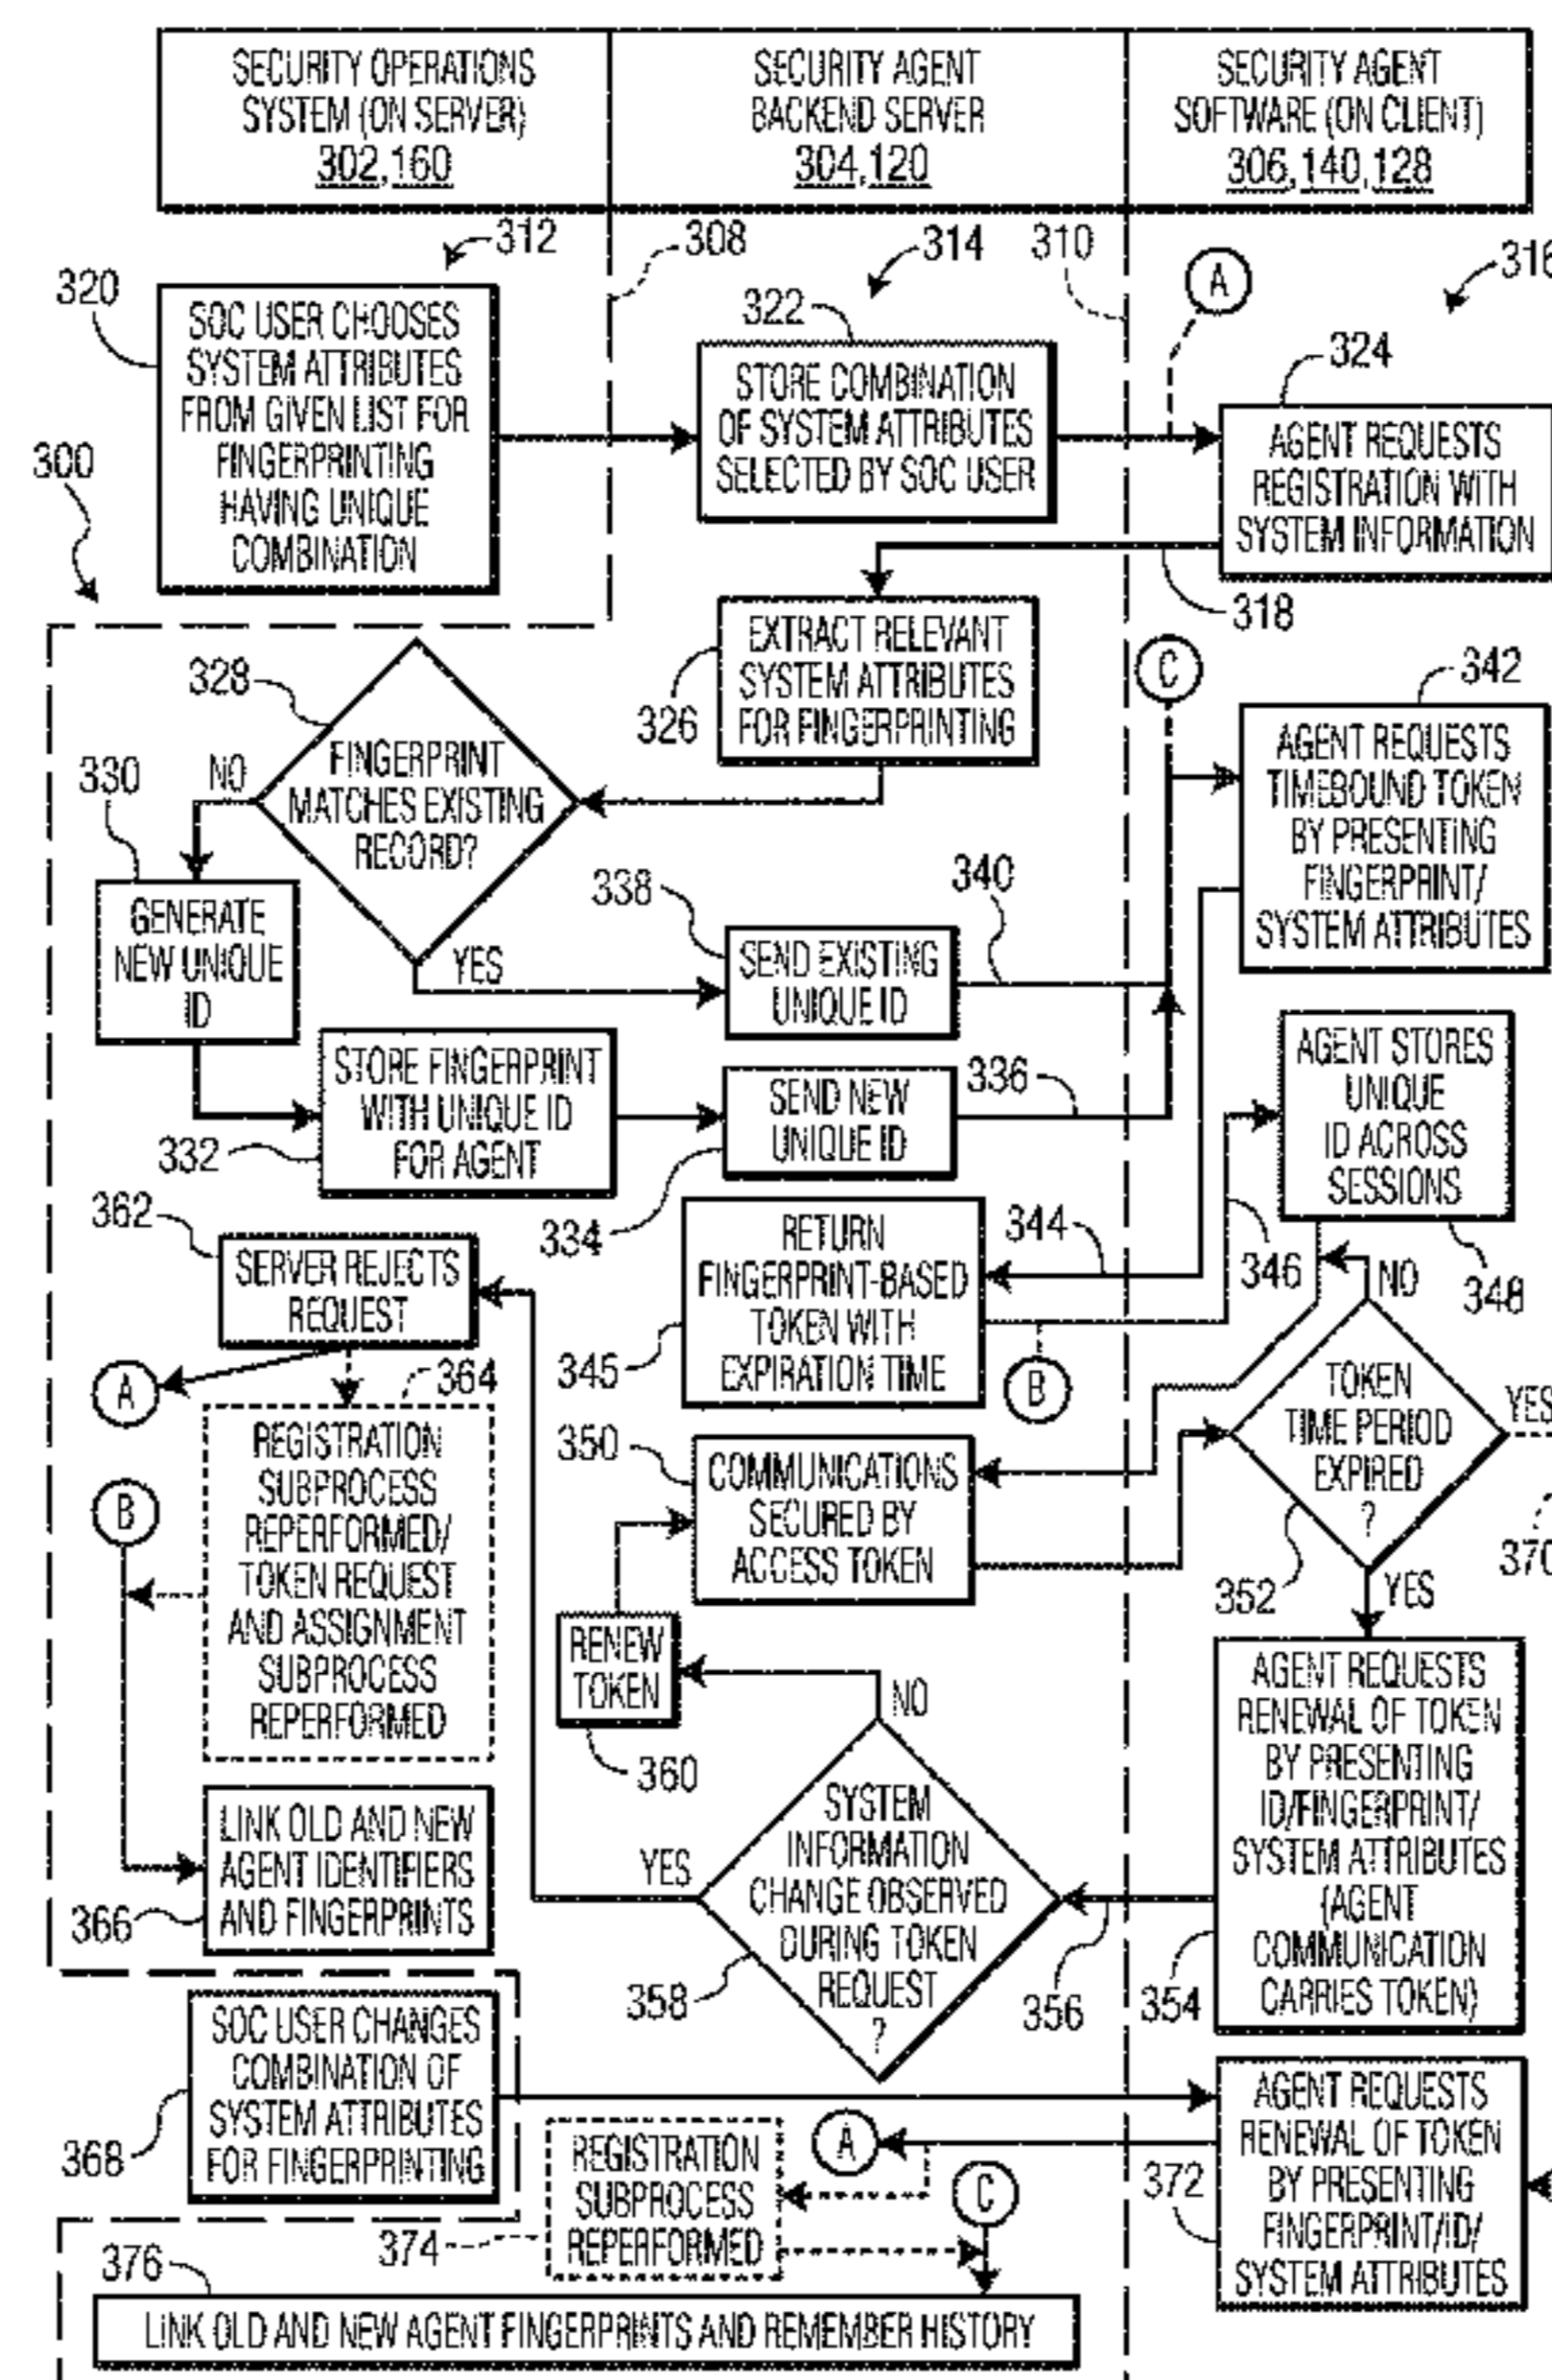 SECURITY OPERATIONS
SYSTEM (ON SERVER)
302,160
SECURITY AGENT
BACKEND SERVER
304,120
SECURITY AGENT
SOFTWARE (ON CLIENT)
306,140,128
312
308
314
310
A
316
320
SOC USER CHOOSES
SYSTEM ATTRIBUTES
FROM GIVEN LIST FOR
FINGERPRINTING
HAVING UNIQUE
COMBINATION
300
322
STORE COMBINATION
OF SYSTEM ATTRIBUTES
SELECTED BY SOC USER
324
AGENT REQUESTS
REGISTRATION WITH
SYSTEM INFORMATION
318
EXTRACT RELEVANT
SYSTEM ATTRIBUTES
FOR FINGERPRINTING
326
C
328
FINGERPRINT
MATCHES EXISTING
RECORD?
NO
YES
330
GENERATE
NEW UNIQUE
ID
342
AGENT REQUESTS
TIMEBOUND TOKEN
BY PRESENTING
FINGERPRINT/
SYSTEM ATTRIBUTES
338
SEND EXISTING
UNIQUE ID
340
STORE FINGERPRINT
WITH UNIQUE ID
FOR AGENT
332
SEND NEW
UNIQUE ID
336
334
AGENT STORES
UNIQUE
ID ACROSS
SESSIONS
346
348
362
SERVER REJECTS
REQUEST
RETURN
FINGERPRINT-BASED
TOKEN WITH
EXPIRATION TIME
344
345
B
NO
A
364
REGISTRATION
SUBPROCESS
REPERFORMED/
TOKEN REQUEST
AND ASSIGNMENT
SUBPROCESS
REPERFORMED
B
350
COMMUNICATIONS
SECURED BY
ACCESS TOKEN
TOKEN
TIME PERIOD
EXPIRED
?
YES
370
352
YES
RENEW
TOKEN
360
NO
SYSTEM
INFORMATION
CHANGE OBSERVED
DURING TOKEN
REQUEST
?
YES
358
356
AGENT REQUESTS
RENEWAL OF TOKEN
BY PRESENTING
ID/FINGERPRINT/
SYSTEM ATTRIBUTES
(AGENT
COMMUNICATION
CARRIES TOKEN)
354
LINK OLD AND NEW
AGENT IDENTIFIERS
AND FINGERPRINTS
366
SOC USER CHANGES
COMBINATION OF
SYSTEM ATTRIBUTES
FOR FINGERPRINTING
368
REGISTRATION
SUBPROCESS
REPERFORMED
374
A
C
AGENT REQUESTS
RENEWAL OF TOKEN
BY PRESENTING
FINGERPRINT/ID/
SYSTEM ATTRIBUTES
372
376
LINK OLD AND NEW AGENT FINGERPRINTS AND REMEMBER HISTORY